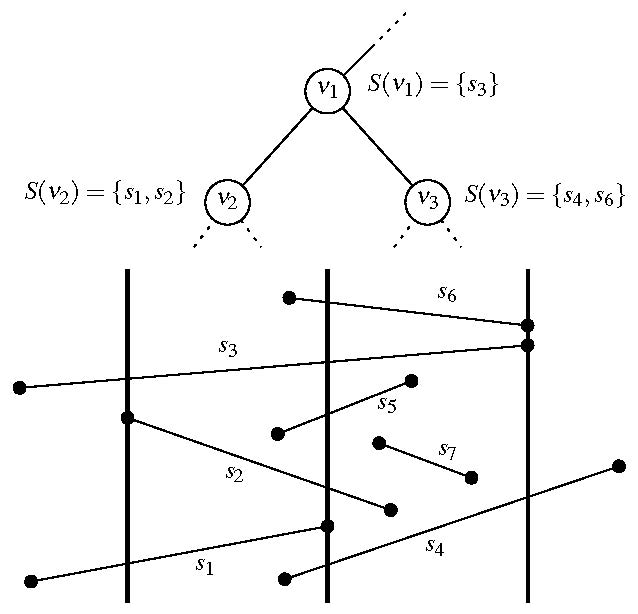 v₁ S(v₁) = {s₃}
S(v₂) = {s₁, s₂} v₂ v₃ S(v₃) = {s₄, s₆}
s₆
s₃
s₅
s₇
s₂
s₄
s₁